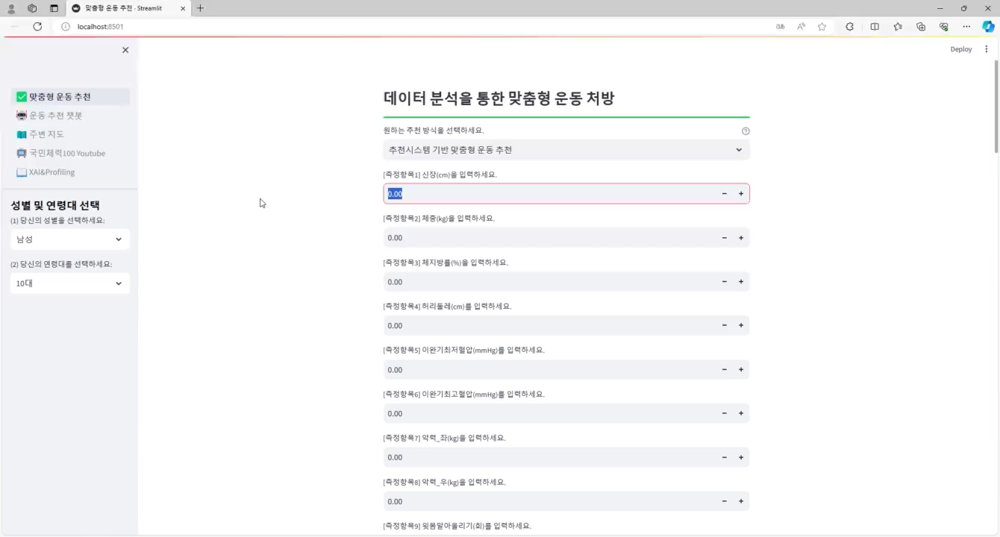 맞춤형 운동 추천 · Streamlit
localhost:8501
Deploy
맞춤형 운동 추천
운동 추천 챗봇
주변 지도
국민체력100 Youtube
XAI&Profiling
성별 및 연령대 선택
(1) 당신의 성별을 선택하세요:
남성
(2) 당신의 연령대를 선택하세요:
10대
데이터 분석을 통한 맞춤형 운동 처방
원하는 추천 방식을 선택하세요.
추천시스템 기반 맞춤형 운동 추천
[측정항목1] 신장(cm)을 입력하세요.
0.00
[측정항목2] 체중(kg)을 입력하세요.
0.00
[측정항목3] 체지방률(%)을 입력하세요.
0.00
[측정항목4] 허리둘레(cm)를 입력하세요.
0.00
[측정항목5] 이완기최저혈압(mmHg)를 입력하세요.
0.00
[측정항목6] 이완기최고혈압(mmHg)를 입력하세요.
0.00
[측정항목7] 악력_좌(kg)을 입력하세요.
0.00
[측정항목8] 악력_우(kg)을 입력하세요.
0.00
[측정항목9] 윗몸말아올리기(회)를 입력하세요.